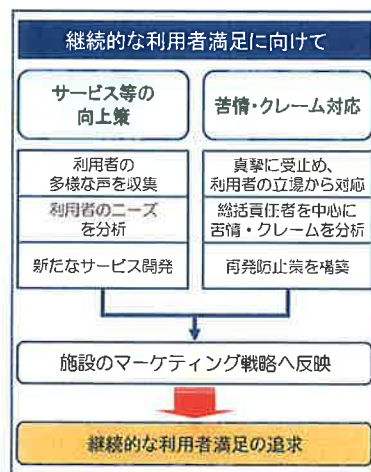 継続的な利用者満足に向けて
サービス等の
向上策
利用者の
多様な声を収集
利用者のニーズ
を分析
新たなサービス開発
苦情・クレーム対応
真摯に受止め、
利用者の立場から対応
総括責任者を中心に
苦情・クレームを分析
再発防止策を構築
施設のマーケティング戦略へ反映
継続的な利用者満足の追求